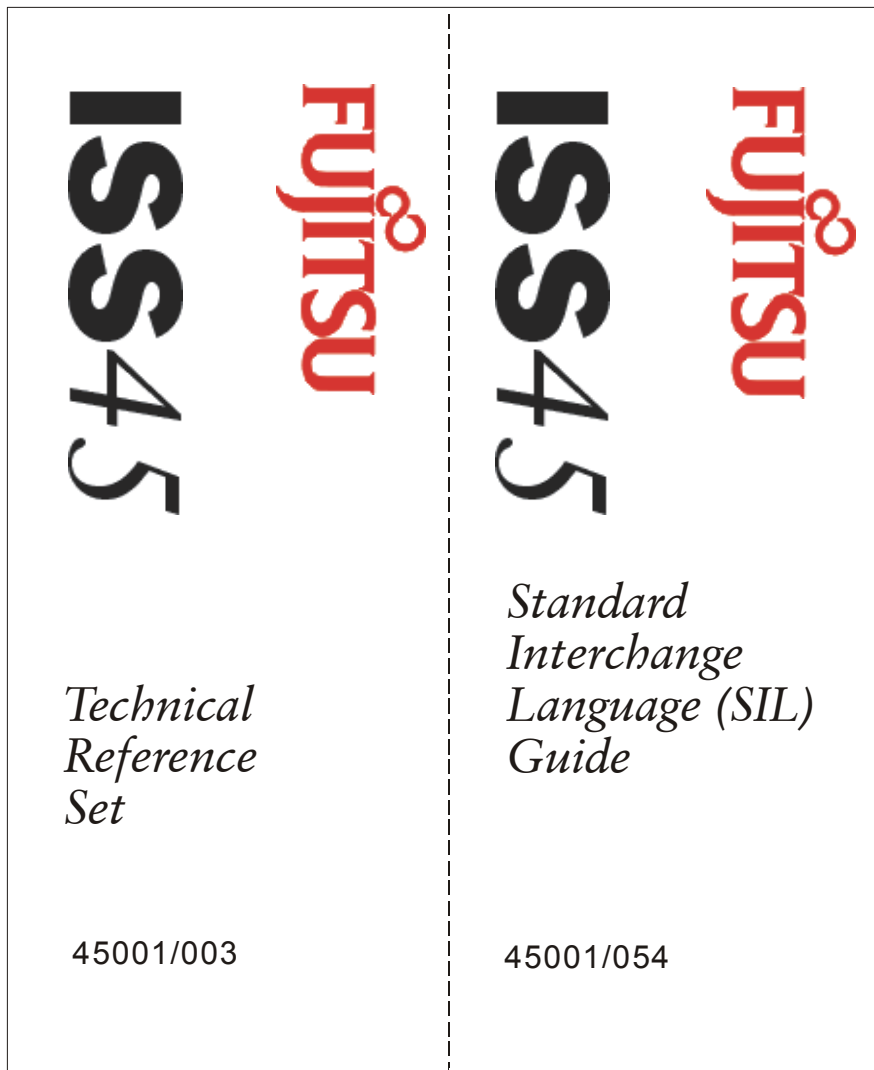 ISS45
FUJITSU
Technical
Reference
Set
45001/003
ISS45
FUJITSU
Standard
Interchange
Language (SIL)
Guide
45001/054